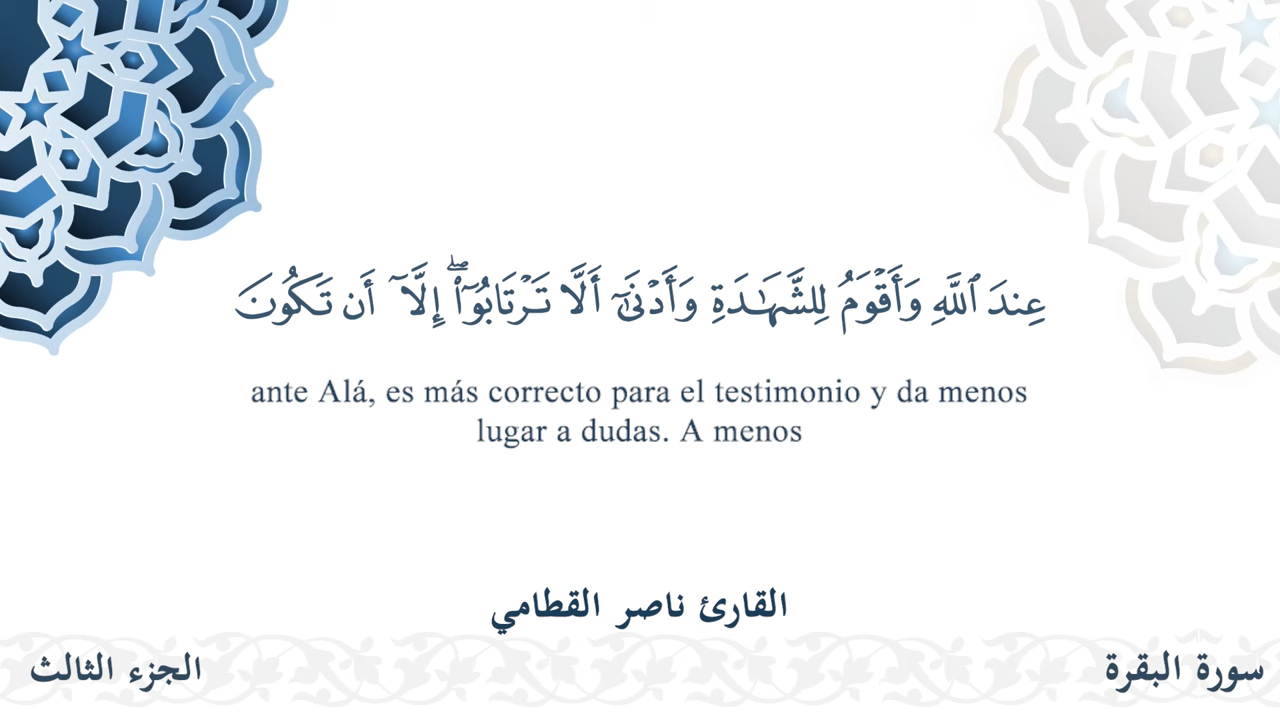 عِندَ ٱللَّهِ وَأَقۡوَمُ لِلشَّهَٰدَةِ وَأَدۡنَىٰٓ أَلَّا تَرۡتَابُوٓاْ إِلَّآ أَن تَكُونَ
ante Alá, es más correcto para el testimonio y da menos
lugar a dudas. A menos
القارئ ناصر القطامي
سورة البقرة
الجزء الثالث